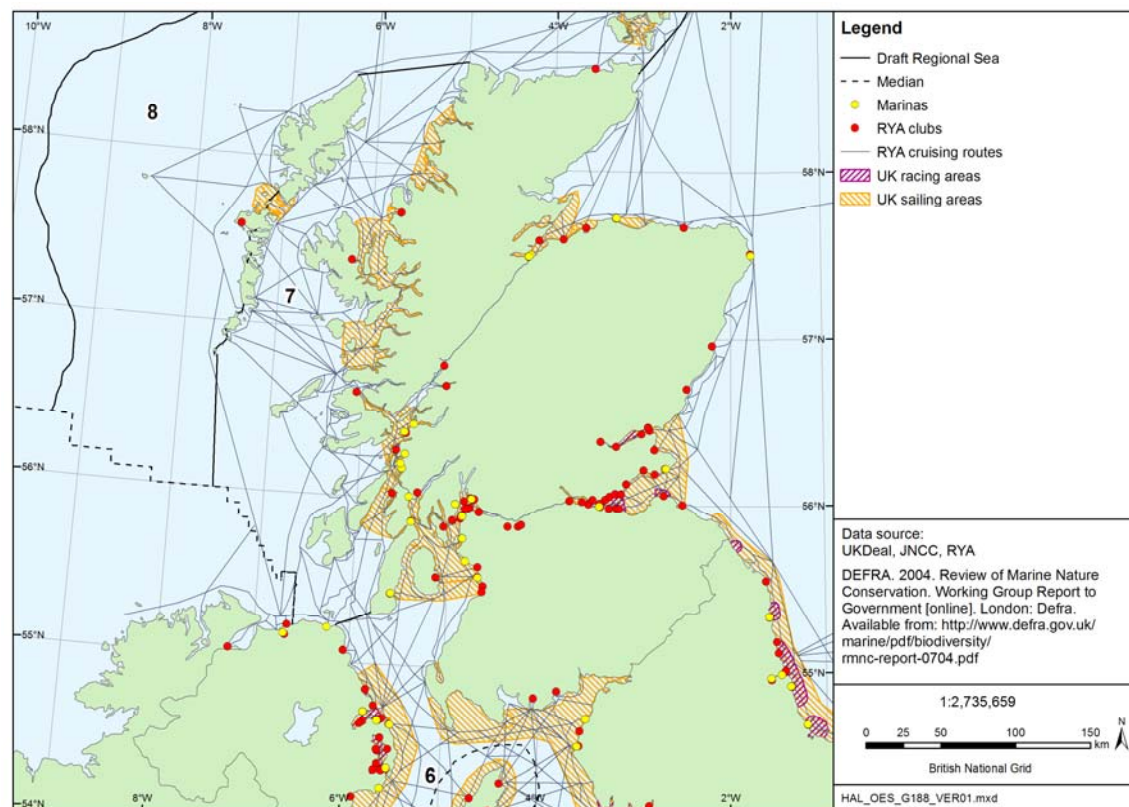 10°W
8°W
6°W
4°W
2°W
8
58°N
58°N
7
57°N
57°N
56°N
56°N
55°N
55°N
6
54°N
8°W
6°W
4°W
2°W
Legend
Draft Regional Sea
Median
Marinas
RYA clubs
RYA cruising routes
UK racing areas
UK sailing areas
Data source:
UKDeal, JNCC, RYA
DEFRA. 2004. Review of Marine Nature
Conservation. Working Group Report to
Government [online]. London: Defra.
Available from: http://www.defra.gov.uk/
marine/pdf/biodiversity/
rmnc-report-0704.pdf
1:2,735,659
N
0 25 50 100 150
km
British National Grid
HAL_OES_G188_VER01.mxd